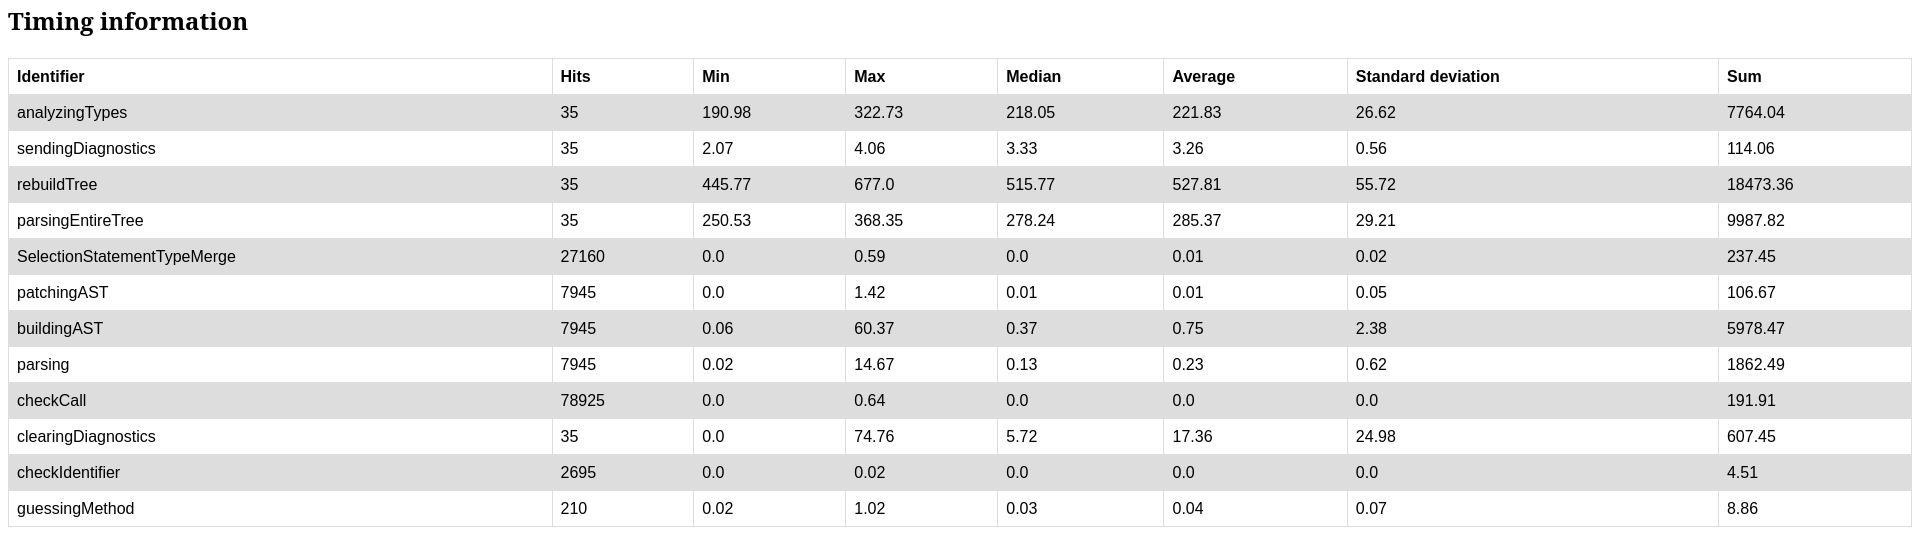 Timing information
Identifier Hits Min Max Median Average Standard deviation Sum
analyzingTypes 35 190.98 322.73 218.05 221.83 26.62 7764.04
sendingDiagnostics 35 2.07 4.06 3.33 3.26 0.56 114.06
rebuildTree 35 445.77 677.0 515.77 527.81 55.72 18473.36
parsingEntireTree 35 250.53 368.35 278.24 285.37 29.21 9987.82
SelectionStatementTypeMerge 27160 0.0 0.59 0.0 0.01 0.02 237.45
patchingAST 7945 0.0 1.42 0.01 0.01 0.05 106.67
buildingAST 7945 0.06 60.37 0.37 0.75 2.38 5978.47
parsing 7945 0.02 14.67 0.13 0.23 0.62 1862.49
checkCall 78925 0.0 0.64 0.0 0.0 0.0 191.91
clearingDiagnostics 35 0.0 74.76 5.72 17.36 24.98 607.45
checkIdentifier 2695 0.0 0.02 0.0 0.0 0.0 4.51
guessingMethod 210 0.02 1.02 0.03 0.04 0.07 8.86